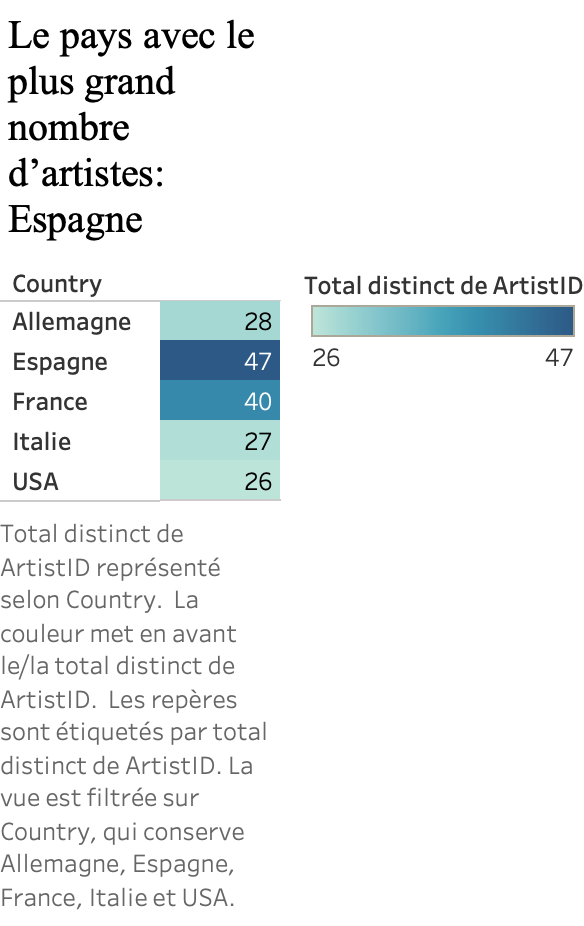 Le pays avec le
plus grand
nombre
d’artistes:
Espagne
Country
Allemagne 28
Espagne 47
France 40
Italie 27
USA 26
Total distinct de ArtistID
26 47
Total distinct de
ArtistID représenté
selon Country.  La
couleur met en avant
le/la total distinct de
ArtistID.  Les repères
sont étiquetés par total
distinct de ArtistID. La
vue est filtrée sur
Country, qui conserve
Allemagne, Espagne,
France, Italie et USA.